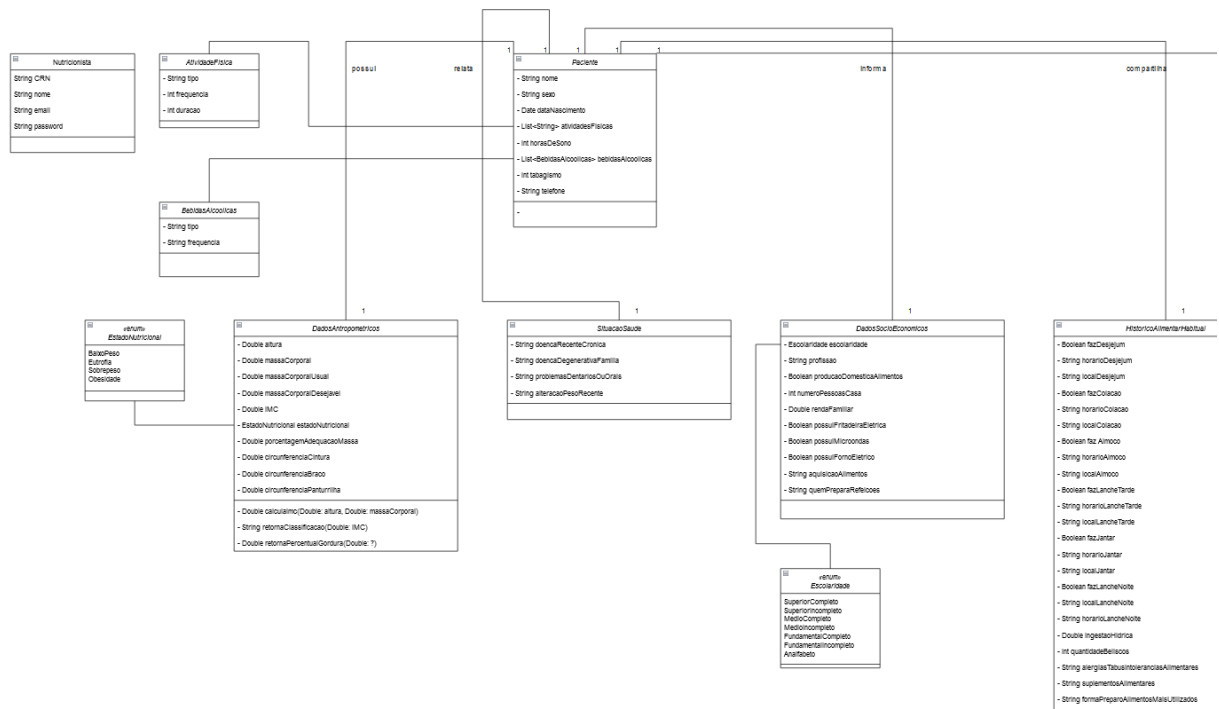 Nutricionista
String CRN
String nome
String email
String password
AtividadeFisica
- String tipo
- int frequencia
- int duracao
possui
relata
1
1
1
1
1
Paciente
- String nome
- String sexo
- Date dataNascimento
- List<String> atividadesFisicas
- int horasDeSono
- List<BebidasAlcoolicas> bebidasAlcoolicas
- int tabagismo
- String telefone
-
informa
compartilha
BebidasAlcoolicas
- String tipo
- String frequencia
«enum»
EstadoNutricional
BaixoPeso
Eutrofia
Sobrepeso
Obesidade
1
DadosAntropometricos
- Double altura
- Double massaCorporal
- Double massaCorporalUsual
- Double massaCorporalDesejavel
- Double IMC
- EstadoNutricional estadoNutricional
- Double porcentagemAdequacaoMassa
- Double circunferenciaCintura
- Double circunferenciaBraco
- Double circunferenciaPanturrilha
- Double calculaImc(Double: altura, Double: massaCorporal)
- String retornaClassificacao(Double: IMC)
- Double retornaPercentualGordura(Double: ?)
1
SituacaoSaude
- String doencaRecenteCronica
- String doencaDegenerativaFamilia
- String problemasDentariosOuOrais
- String alteracaoPesoRecente
1
DadosSocioEconomicos
- Escolaridade escolaridade
- String profissao
- Boolean producaoDomesticaAlimentos
- int numeroPessoasCasa
- Double rendaFamiliar
- Boolean possuiFritadeiraEletrica
- Boolean possuiMicroondas
- Boolean possuiFornoEletrico
- String aquisicaoAlimentos
- String quemPreparaRefeicoes
«enum»
Escolaridade
SuperiorCompleto
SuperiorIncompleto
MedioCompleto
MedioIncompleto
FundamentalCompleto
FundamentalIncompleto
Analfabeto
1
HistoricoAlimentarHabitual
- Boolean fazDesjejum
- String horarioDesjejum
- String localDesjejum
- Boolean fazColacao
- String horarioColacao
- String localColacao
- Boolean faz Almoco
- String horarioAlmoco
- String localAlmoco
- Boolean fazLancheTarde
- String horarioLancheTarde
- String localLancheTarde
- Boolean fazJantar
- String horarioJantar
- String localJantar
- Boolean fazLancheNoite
- String localLancheNoite
- String horarioLancheNoite
- Double ingestaoHidrica
- int quantidadeBeliscos
- String alergiasTabusIntoleranciasAlimentares
- String suplementosAlimentares
- String formaPreparoAlimentosMaisUtilizados